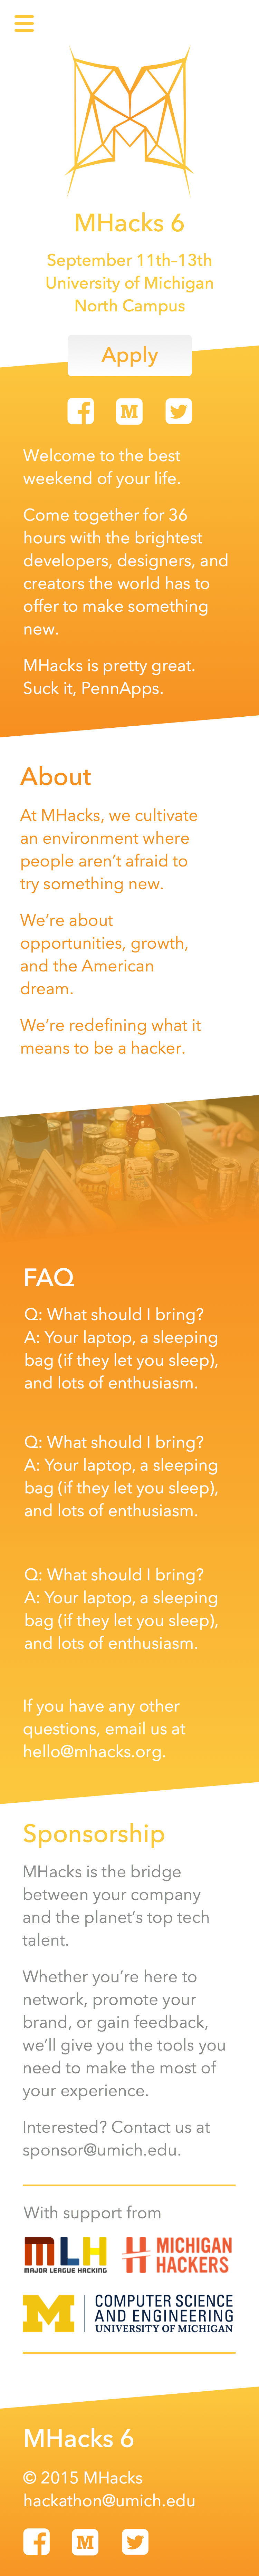 MHacks 6
September 11th–13th
University of Michigan
North Campus
Apply
M
Welcome to the best
weekend of your life.
Come together for 36
hours with the brightest
developers, designers, and
creators the world has to
offer to make something
new.
MHacks is pretty great.
Suck it, PennApps.
About
At MHacks, we cultivate
an environment where
people aren’t afraid to
try something new.
We’re about
opportunities, growth,
and the American
dream.
We’re redefining what it
means to be a hacker.
FAQ
Q: What should I bring?
A: Your laptop, a sleeping
bag (if they let you sleep),
and lots of enthusiasm.
Q: What should I bring?
A: Your laptop, a sleeping
bag (if they let you sleep),
and lots of enthusiasm.
Q: What should I bring?
A: Your laptop, a sleeping
bag (if they let you sleep),
and lots of enthusiasm.
If you have any other
questions, email us at
hello@mhacks.org.
Sponsorship
MHacks is the bridge
between your company
and the planet’s top tech
talent.
Whether you’re here to
network, promote your
brand, or gain feedback,
we’ll give you the tools you
need to make the most of
your experience.
Interested? Contact us at
sponsor@umich.edu.
With support from
MLH
MAJOR LEAGUE HACKING
MICHIGAN
HACKERS
M
COMPUTER SCIENCE
AND ENGINEERING
UNIVERSITY OF MICHIGAN
MHacks 6
© 2015 MHacks
hackathon@umich.edu
M